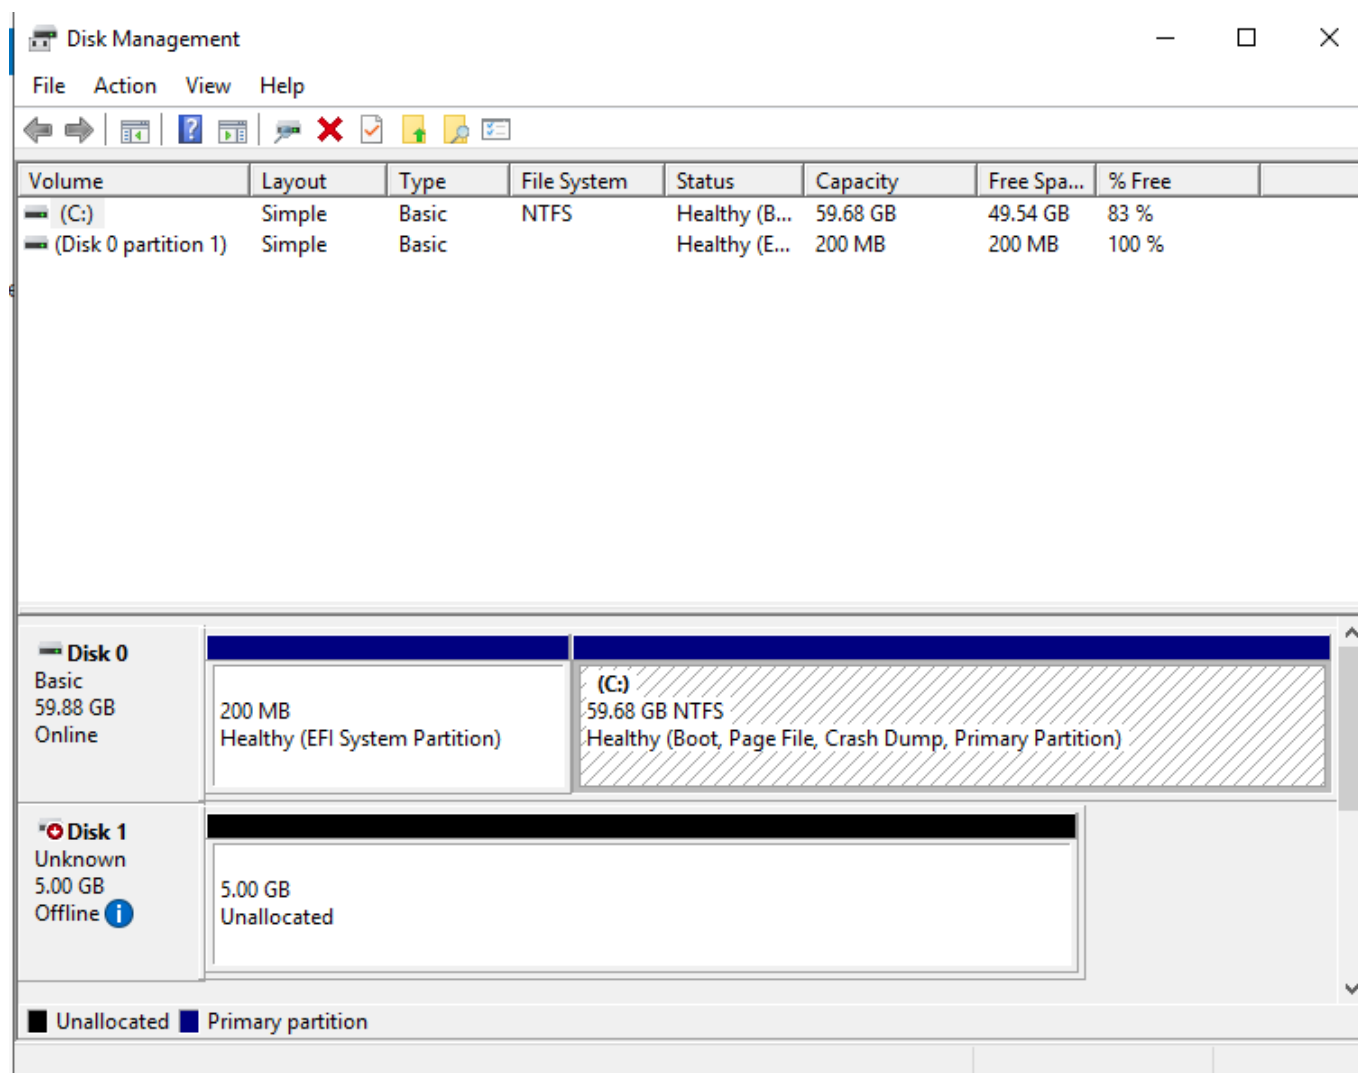 Disk Management
File Action View Help
Volume Layout Type File System Status Capacity Free Spa... % Free
(C:) Simple Basic NTFS Healthy (B... 59.68 GB 49.54 GB 83 %
(Disk 0 partition 1) Simple Basic Healthy (E... 200 MB 200 MB 100 %
Disk 0
Basic
59.88 GB
Online
200 MB
Healthy (EFI System Partition)
(C:)
59.68 GB NTFS
Healthy (Boot, Page File, Crash Dump, Primary Partition)
Disk 1
Unknown
5.00 GB
Offline
5.00 GB
Unallocated
Unallocated Primary partition